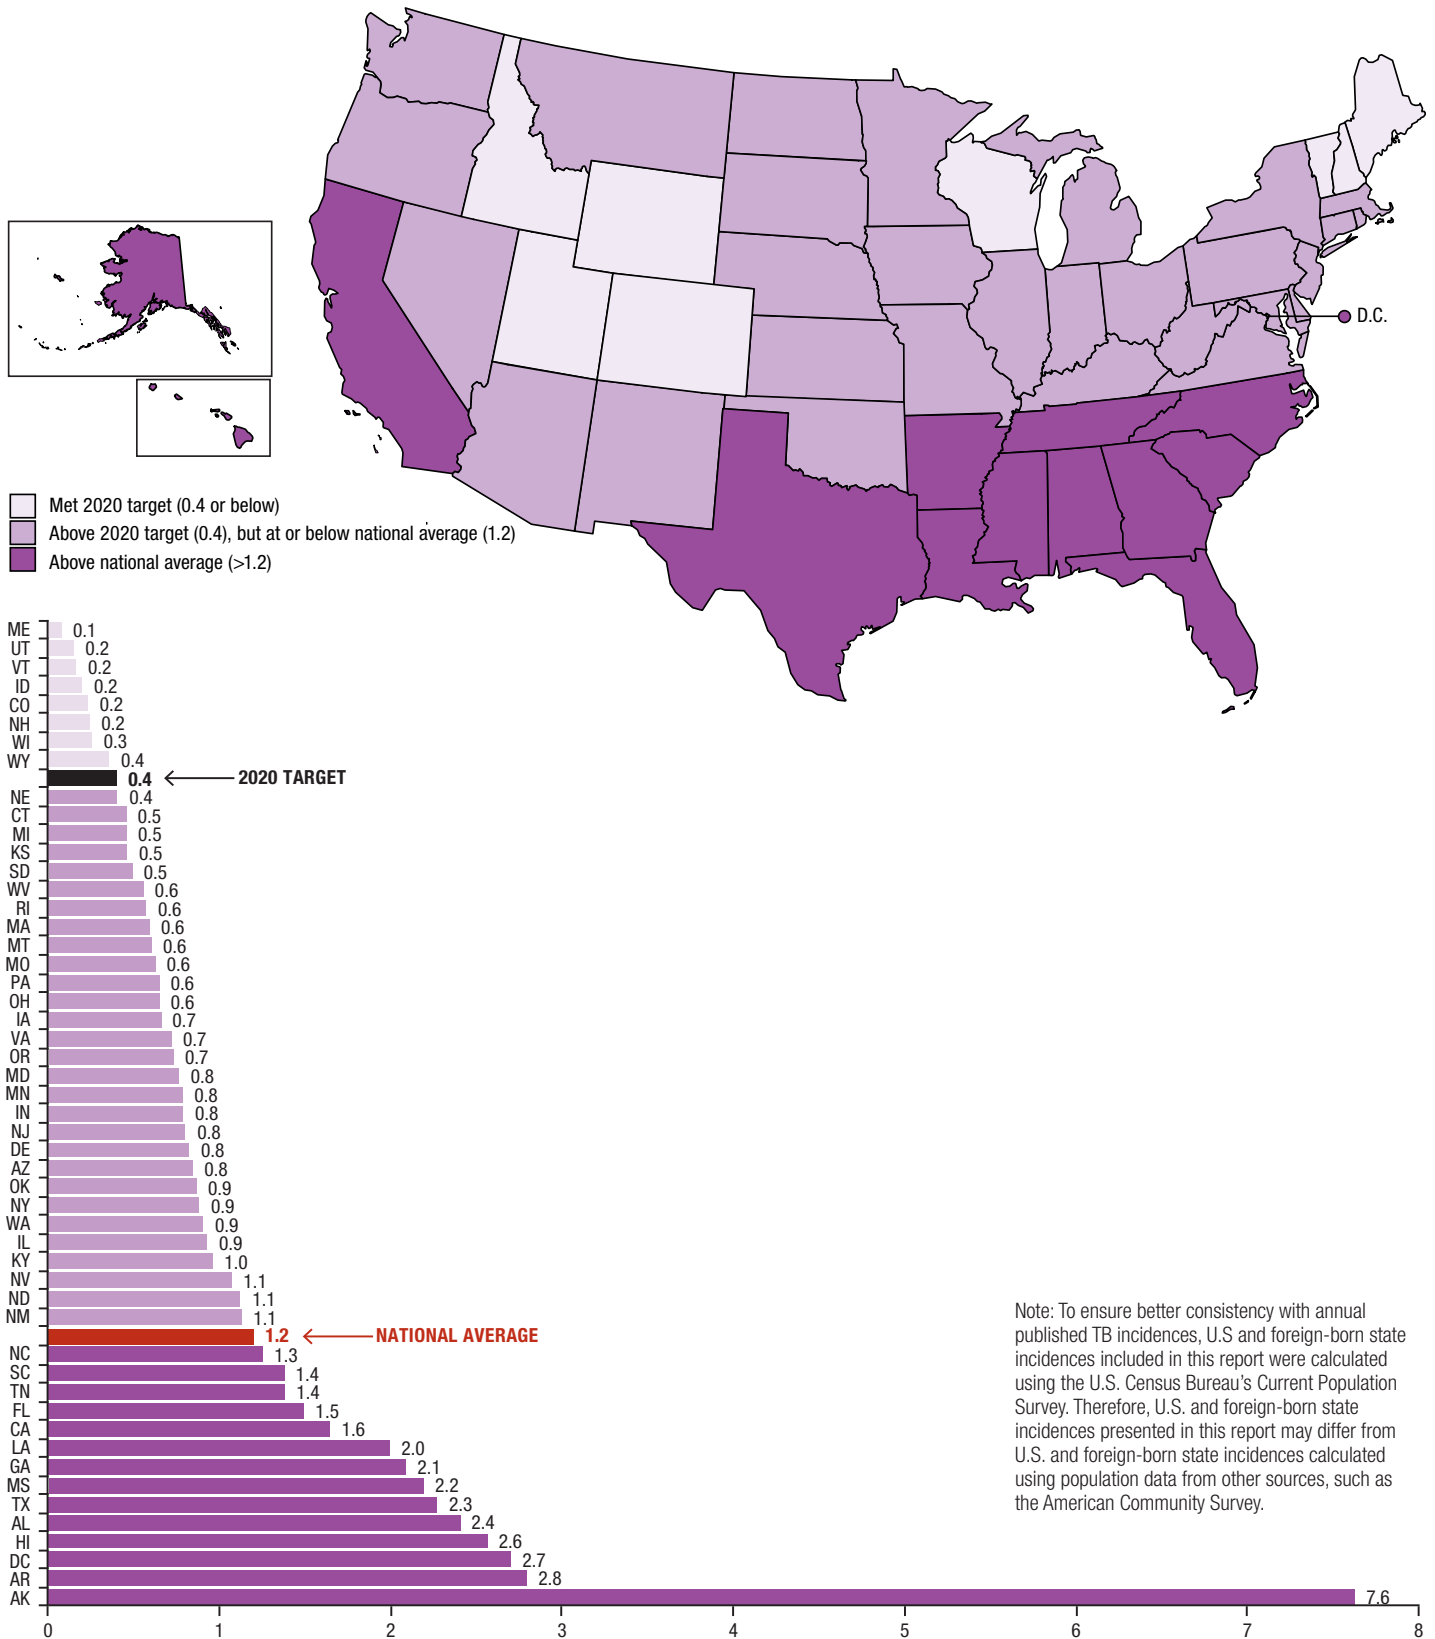 D.C.
Met 2020 target (0.4 or below)
Above 2020 target (0.4), but at or below national average (1.2)
Above national average (>1.2)
ME 0.1
UT 0.2
VT 0.2
ID 0.2
CO 0.2
NH 0.2
WI 0.3
WY 0.4
0.4 2020 TARGET
NE 0.4
CT 0.5
MI 0.5
KS 0.5
SD 0.5
WV 0.6
RI 0.6
MA 0.6
MT 0.6
MO 0.6
PA 0.6
OH 0.6
IA 0.7
VA 0.7
OR 0.7
MD 0.8
MN 0.8
IN 0.8
NJ 0.8
DE 0.8
AZ 0.8
OK 0.9
NY 0.9
WA 0.9
IL 0.9
KY 1.0
NV 1.1
ND 1.1
NM 1.1
1.2 NATIONAL AVERAGE
NC 1.3
SC 1.4
TN 1.4
FL 1.5
CA 1.6
LA 2.0
GA 2.1
MS 2.2
TX 2.3
AL 2.4
HI 2.6
DC 2.7
AR 2.8
AK 7.6
0 1 2 3 4 5 6 7 8
Note: To ensure better consistency with annual
published TB incidences, U.S and foreign-born state
incidences included in this report were calculated
using the U.S. Census Bureau's Current Population
Survey. Therefore, U.S. and foreign-born state
incidences presented in this report may differ from
U.S. and foreign-born state incidences calculated
using population data from other sources, such as
the American Community Survey.